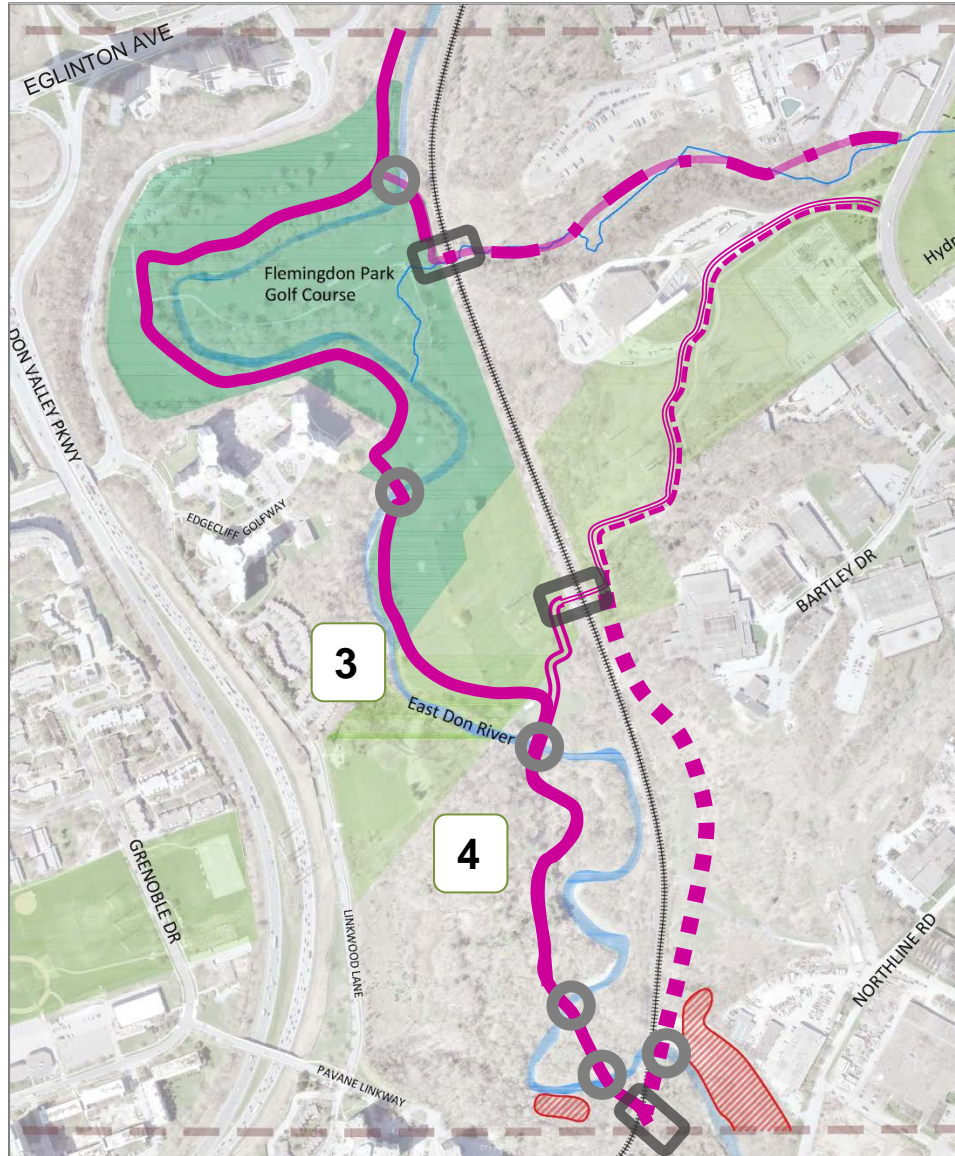 EGLINTON AVE
Flemingdon Park
Golf Course
Hydr
DON VALLEY PKWY
EDGECLIFF GOLFWAY
BARTLEY DR
3
East Don River
4
GRENOBLE DR
LINKWOOD LANE
NORTHLINE RD
PAVANE LINKWAY